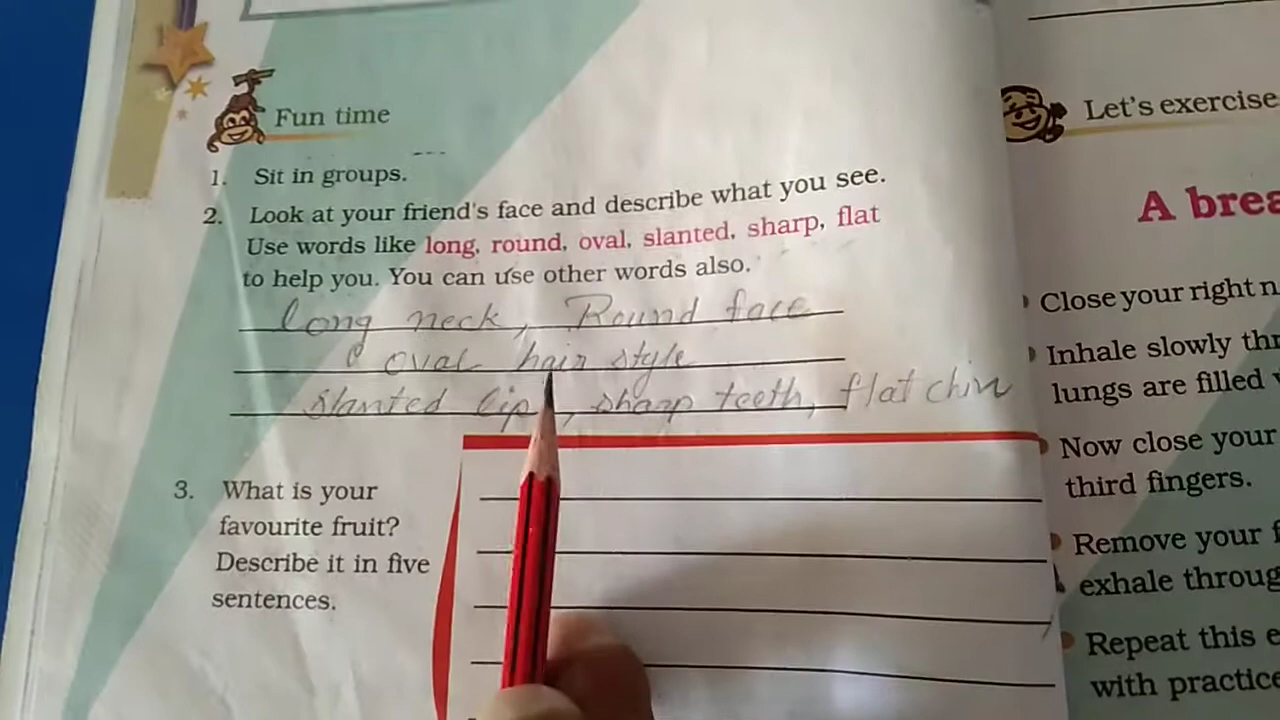 Fun time
1. Sit in groups.
2. Look at your friend's face and describe what you see.
Use words like long, round, oval, slanted, sharp, flat
to help you. You can use other words also.
long neck, Round face
oval hair style
slanted lip, sharp teeth, flat chin
3. What is your
favourite fruit?
Describe it in five
sentences.
Let's exercise
A brea
Close your right n
Inhale slowly thr
lungs are filled
Now close your
third fingers.
Remove your f
exhale throug
Repeat this e
with practice